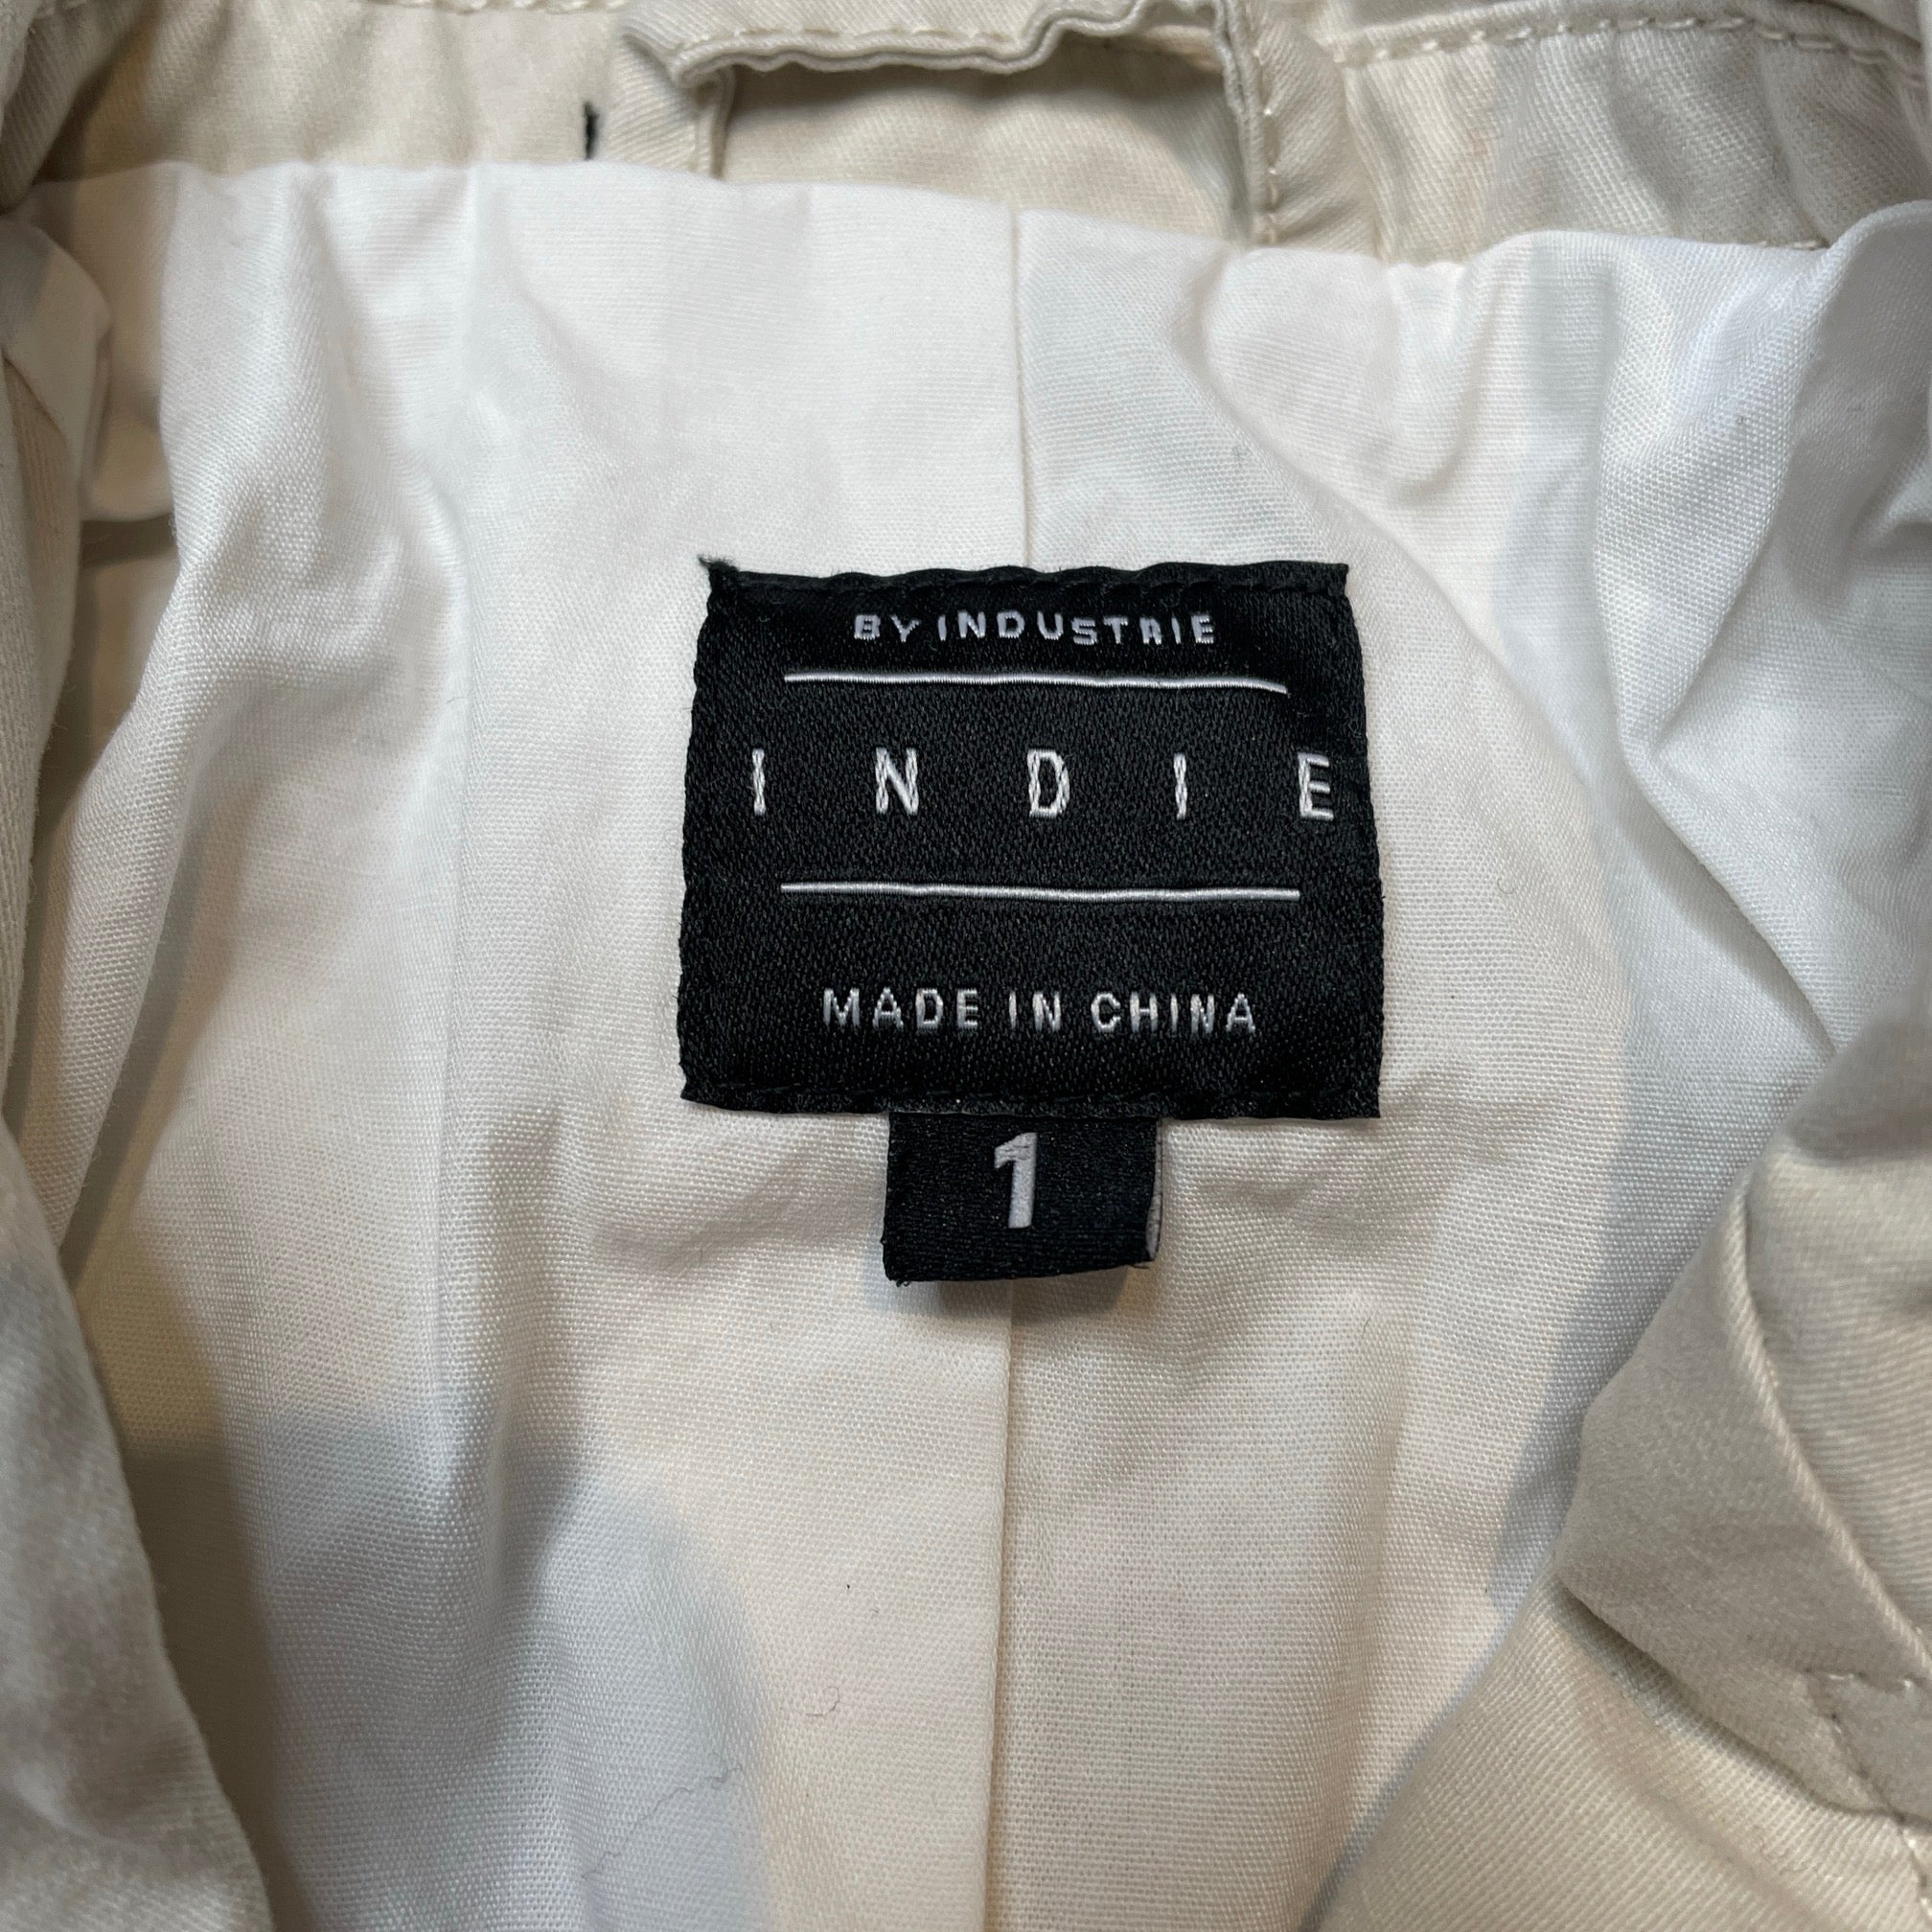 BY INDUSTRIE
INDIE
MADE IN CHINA
1